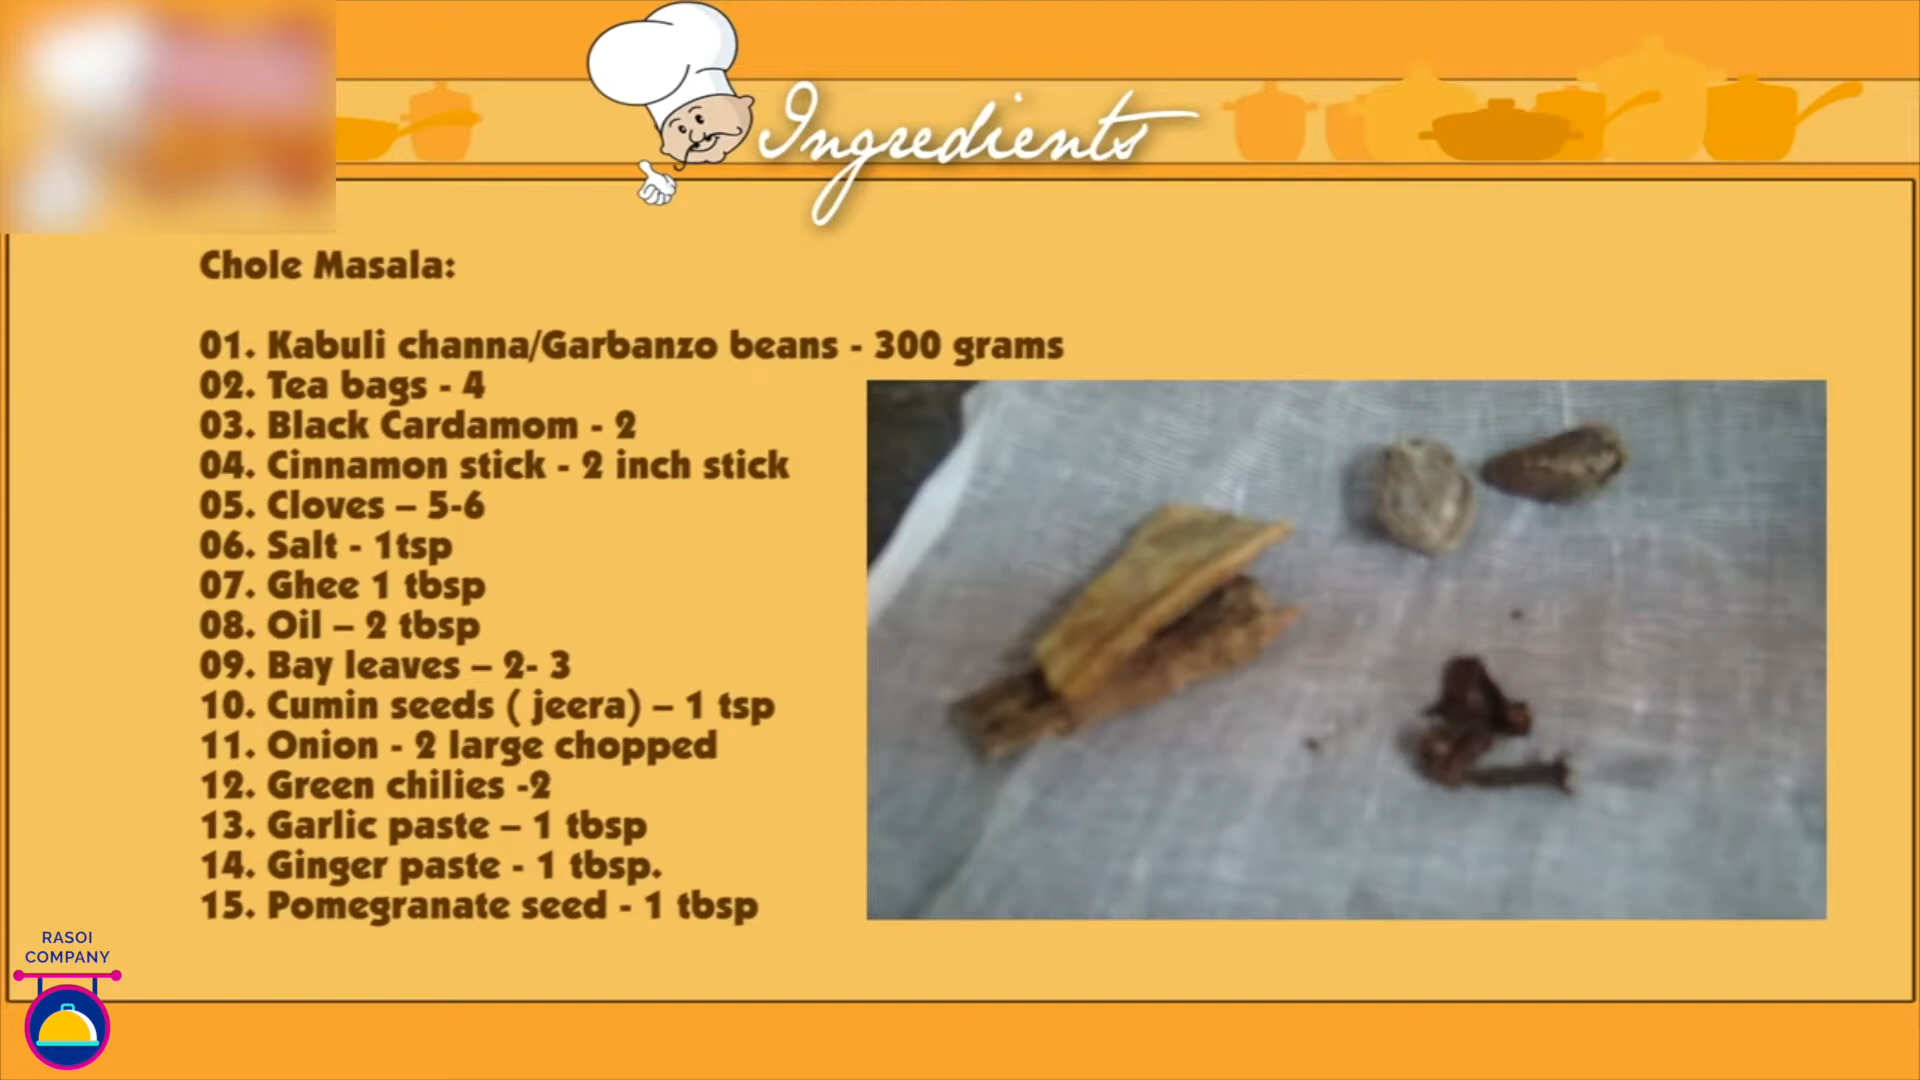 Ingredients
Chole Masala:
01. Kabuli channa/Garbanzo beans - 300 grams
02. Tea bags - 4
03. Black Cardamom - 2
04. Cinnamon stick - 2 inch stick
05. Cloves – 5-6
06. Salt - 1tsp
07. Ghee 1 tbsp
08. Oil – 2 tbsp
09. Bay leaves – 2- 3
10. Cumin seeds ( jeera) – 1 tsp
11. Onion - 2 large chopped
12. Green chilies -2
13. Garlic paste – 1 tbsp
14. Ginger paste - 1 tbsp.
15. Pomegranate seed - 1 tbsp
RASOI
COMPANY